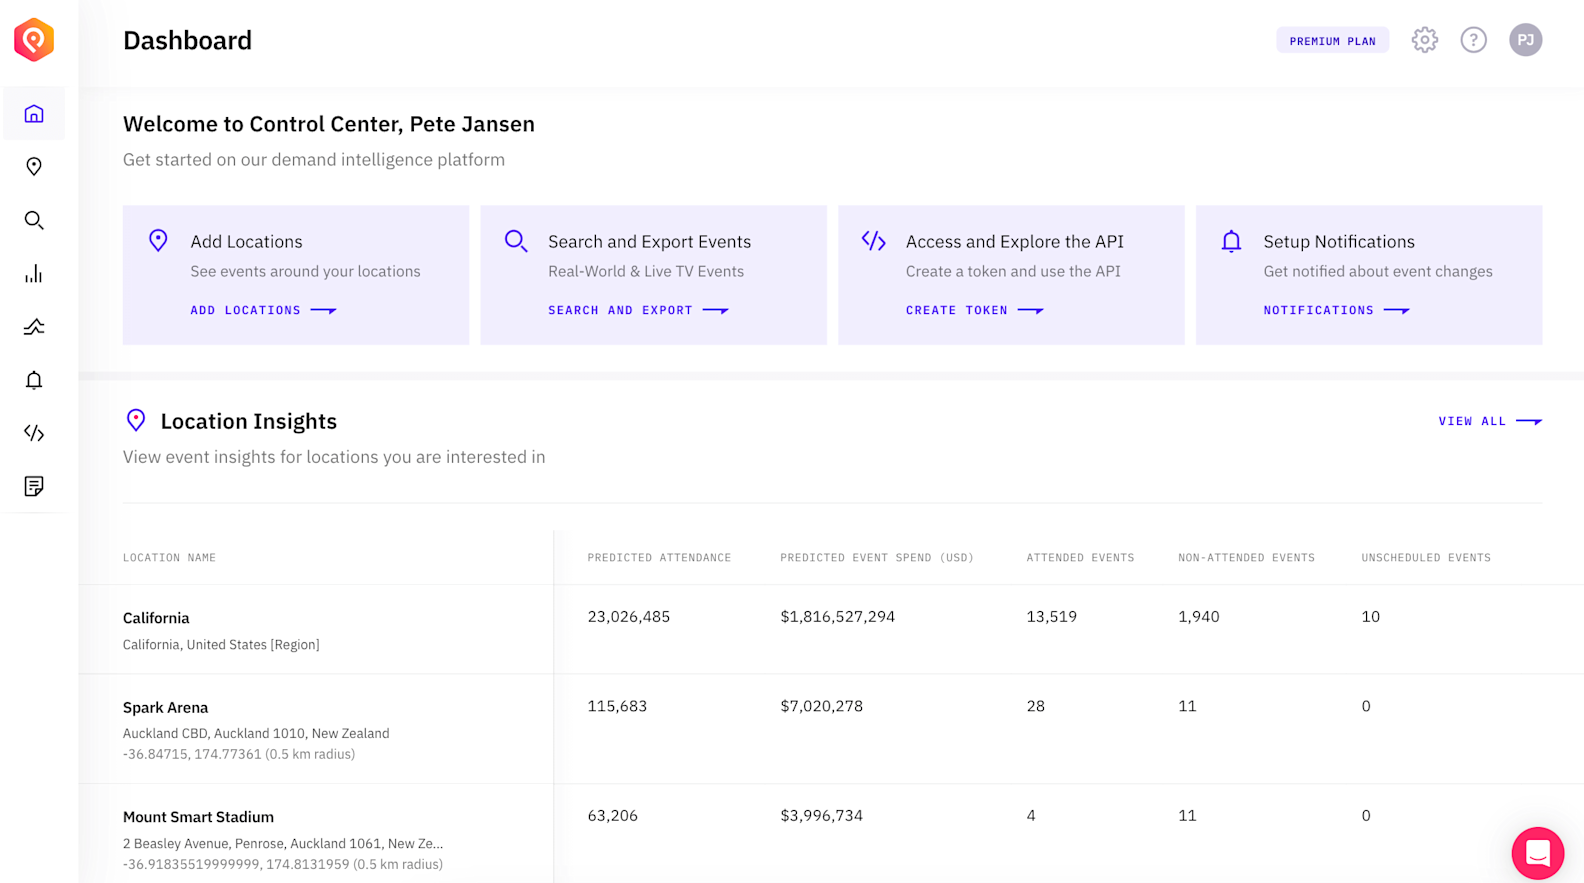 Dashboard
PREMIUM PLAN
?
PJ
Welcome to Control Center, Pete Jansen
Get started on our demand intelligence platform
Add Locations
See events around your locations
ADD LOCATIONS
Search and Export Events
Real-World & Live TV Events
SEARCH AND EXPORT
Access and Explore the API
Create a token and use the API
CREATE TOKEN
Setup Notifications
Get notified about event changes
NOTIFICATIONS
Location Insights
VIEW ALL
View event insights for locations you are interested in
LOCATION NAME PREDICTED ATTENDANCE PREDICTED EVENT SPEND (USD) ATTENDED EVENTS NON-ATTENDED EVENTS UNSCHEDULED EVENTS
California 23,026,485 $1,816,527,294 13,519 1,940 10
California, United States [Region]
Spark Arena 115,683 $7,020,278 28 11 0
Auckland CBD, Auckland 1010, New Zealand
-36.84715, 174.77361 (0.5 km radius)
Mount Smart Stadium 63,206 $3,996,734 4 11 0
2 Beasley Avenue, Penrose, Auckland 1061, New Ze...
-36.91835519999999, 174.8131959 (0.5 km radius)